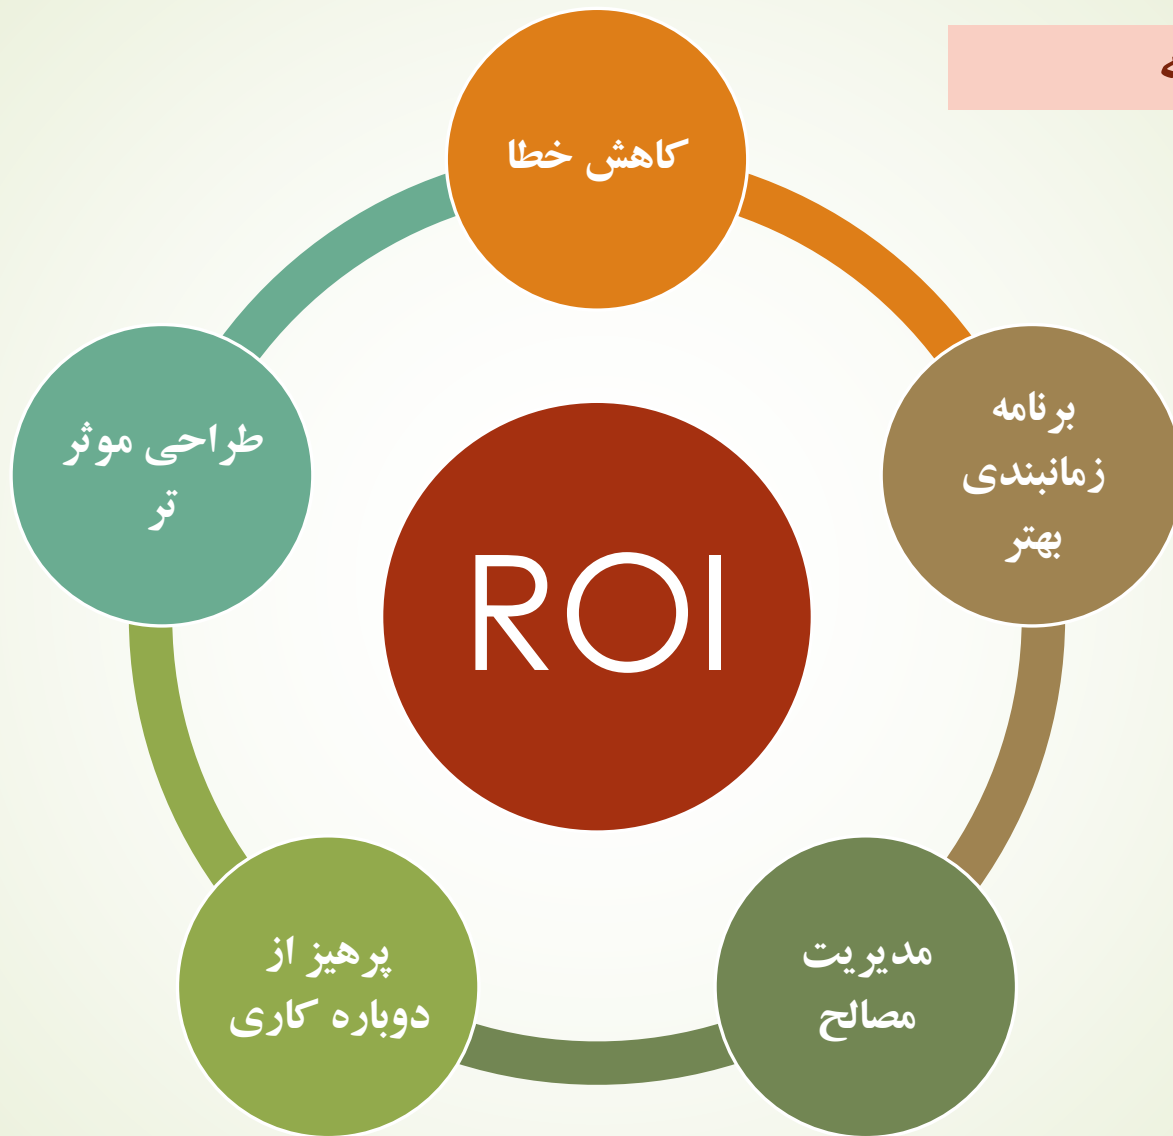 کاهش خطا
برنامه
زمانبندی
بهتر
مدیریت
مصالح
پرهیز از
دوباره کاری
طراحی موثر
تر
ROI